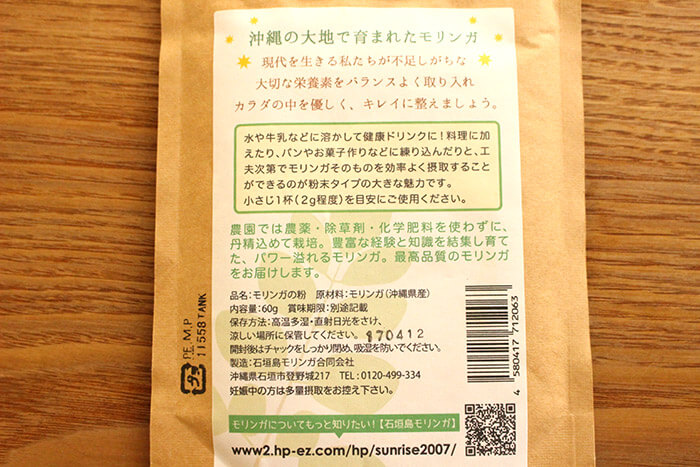 沖縄の大地で育まれたモリンガ
現代を生きる私たちが不足しがちな
大切な栄養素をバランスよく取り入れ
カラダの中を優しく、キレイに整えましょう。
水や牛乳などに溶かして健康ドリンクに!料理に加
えたり、パンやお菓子作りなどに練り込んだりと、工
夫次第でモリンガそのものを効率よく摂取すること
ができるのが粉末タイプの大きな魅力です。
小さじ1杯(2g程度)を目安にご使用ください。
農園では農薬・除草剤・化学肥料を使わずに、
丹精込めて栽培。豊富な経験と知識を結集し育て
た、パワー溢れるモリンガ。最高品質のモリンガ
をお届けします。
品名:モリンガの粉 原材料:モリンガ(沖縄県産)
内容量:60g 賞味期限:別途記載
保存方法:高温多湿・直射日光をさけ、
涼しい場所に保管してください。 170412
開封後はチャックをしっかり閉め、吸湿を防いでください。
製造:石垣島モリンガ合同会社
沖縄県石垣市登野城217 TEL:0120-499-334
妊娠中の方は多量摂取をお控え下さい。
モリンガについてもっと知りたい!【石垣島モリンガ】
www2.hp-ez.com/hp/sunrise2007/
4580417712063
PE.M.P
11558 TANK
プラ